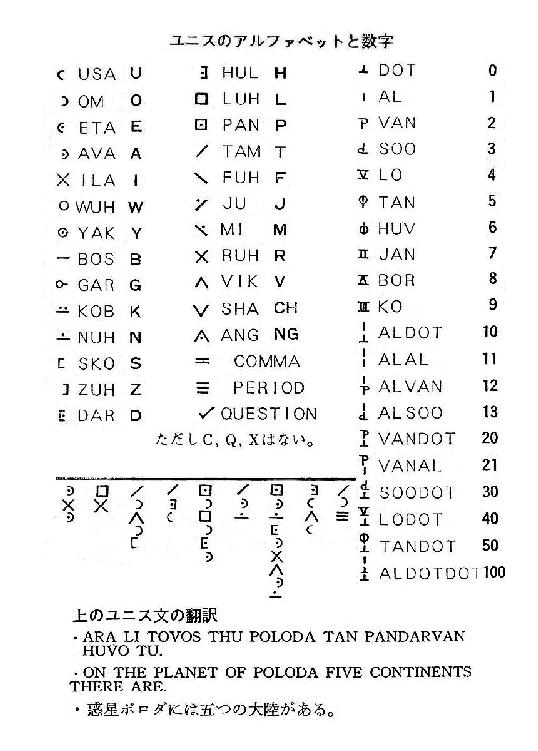 ユニスのアルファベットと数字
USA U
OM O
ETA E
AVA A
ILA I
WUH W
YAK Y
BOS B
GAR G
KOB K
NUH N
SKO S
ZUH Z
DAR D
HUL H
LUH L
PAN P
TAM T
FUH F
JU J
MI M
RUH R
VIK V
SHA CH
ANG NG
COMMA
PERIOD
QUESTION
ただしC, Q, Xはない。
DOT 0
AL 1
VAN 2
SOO 3
LO 4
TAN 5
HUV 6
JAN 7
BOR 8
KO 9
ALDOT 10
ALAL 11
ALVAN 12
ALSOO 13
VANDOT 20
VANAL 21
SOODOT 30
LODOT 40
TANDOT 50
ALDOTDOT 100
上のユニス文の翻訳
・ARA LI TOVOS THU POLODA TAN PANDARVAN
HUVO TU.
・ON THE PLANET OF POLODA FIVE CONTINENTS
THERE ARE.
・惑星ポロダには五つの大陸がある。